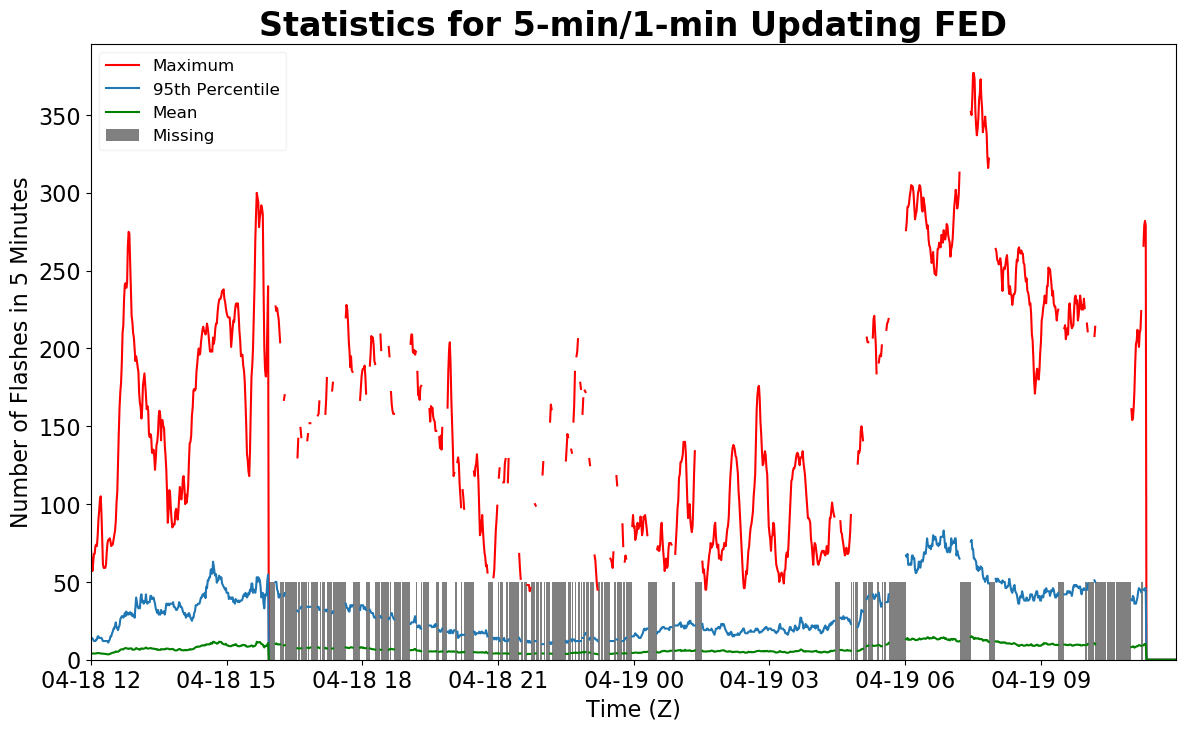 Statistics for 5-min/1-min Updating FED
Maximum
95th Percentile
Mean
Missing
Number of Flashes in 5 Minutes
350
300
250
200
150
100
50
0
04-18 12 04-18 15 04-18 18 04-18 21 04-19 00 04-19 03 04-19 06 04-19 09
Time (Z)